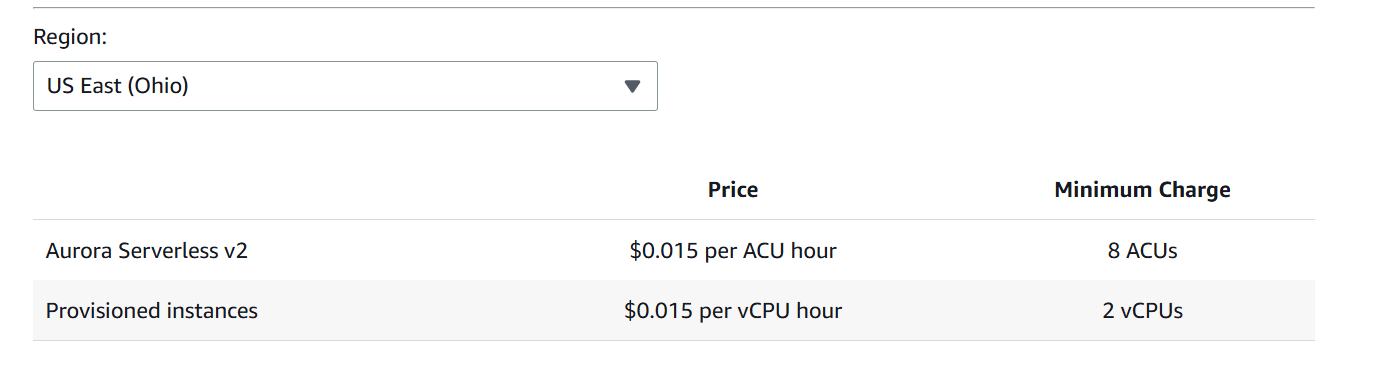 Region:
US East (Ohio)
Price Minimum Charge
Aurora Serverless v2 $0.015 per ACU hour 8 ACUs
Provisioned instances $0.015 per vCPU hour 2 vCPUs